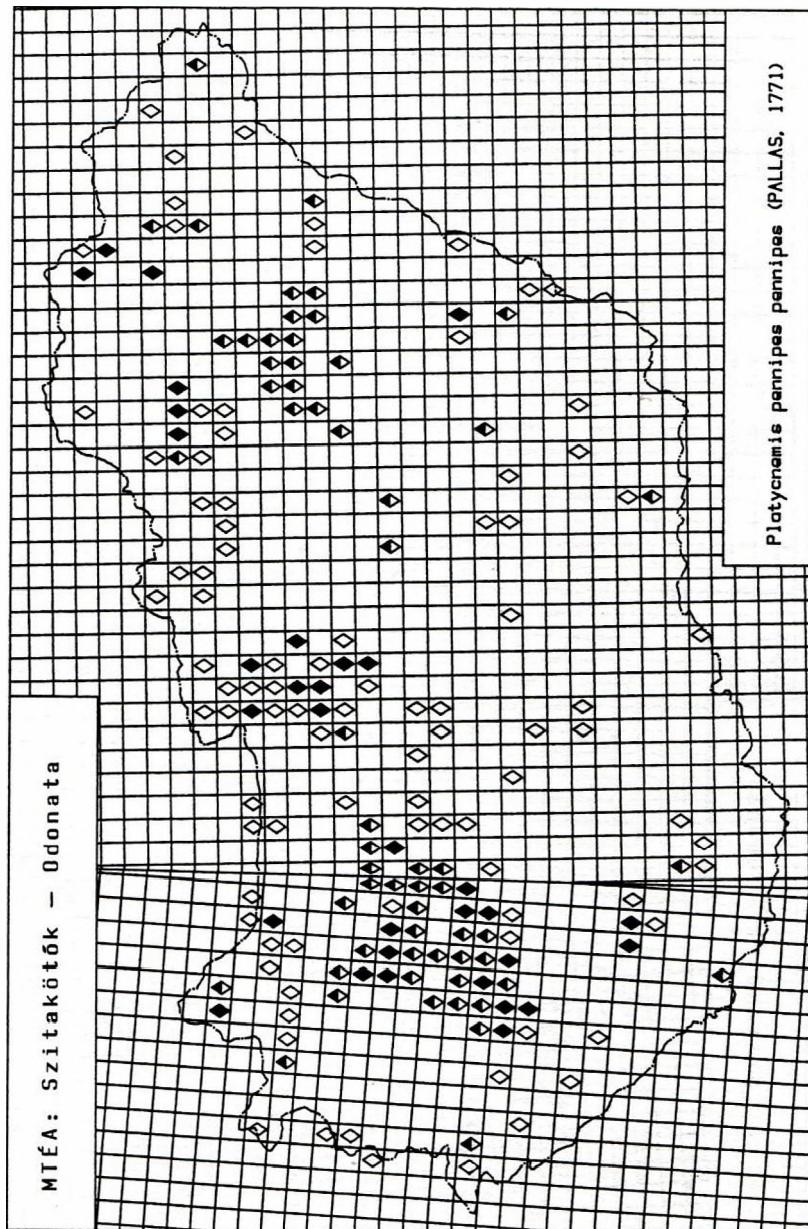 MTÉA: Szitakötők — Odonata
Platycnemis pennipes pennipes (PALLAS, 1771)